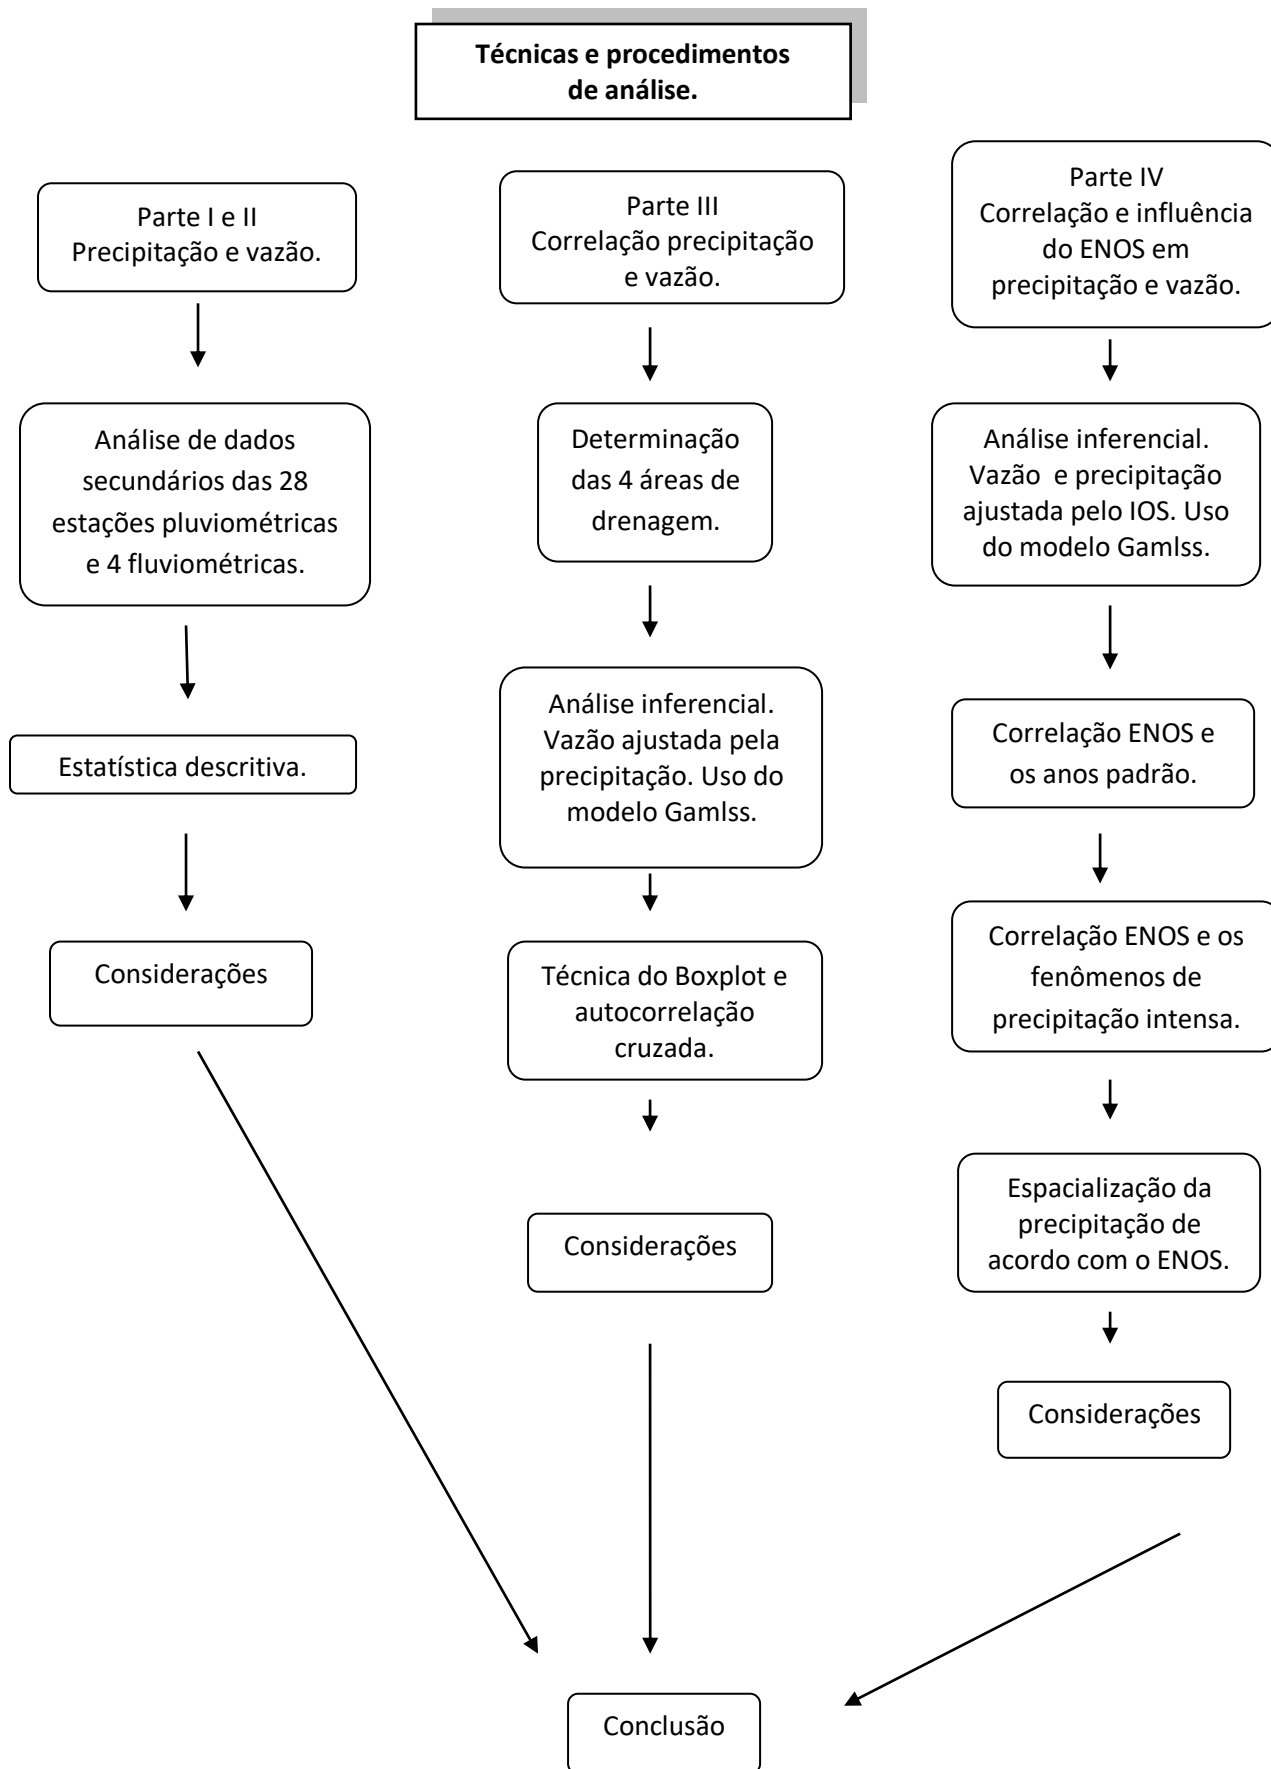 Técnicas e procedimentos
de análise.
Parte I e II
Precipitação e vazão.
Análise de dados
secundários das 28
estações pluviométricas
e 4 fluviométricas.
Estatística descritiva.
Considerações
Parte III
Correlação precipitação
e vazão.
Determinação
das 4 áreas de
drenagem.
Análise inferencial.
Vazão ajustada pela
precipitação. Uso do
modelo Gamlss.
Técnica do Boxplot e
autocorrelação
cruzada.
Considerações
Parte IV
Correlação e influência
do ENOS em
precipitação e vazão.
Análise inferencial.
Vazão e precipitação
ajustada pelo IOS. Uso
do modelo Gamlss.
Correlação ENOS e
os anos padrão.
Correlação ENOS e os
fenômenos de
precipitação intensa.
Espacialização da
precipitação de
acordo com o ENOS.
Considerações
Conclusão